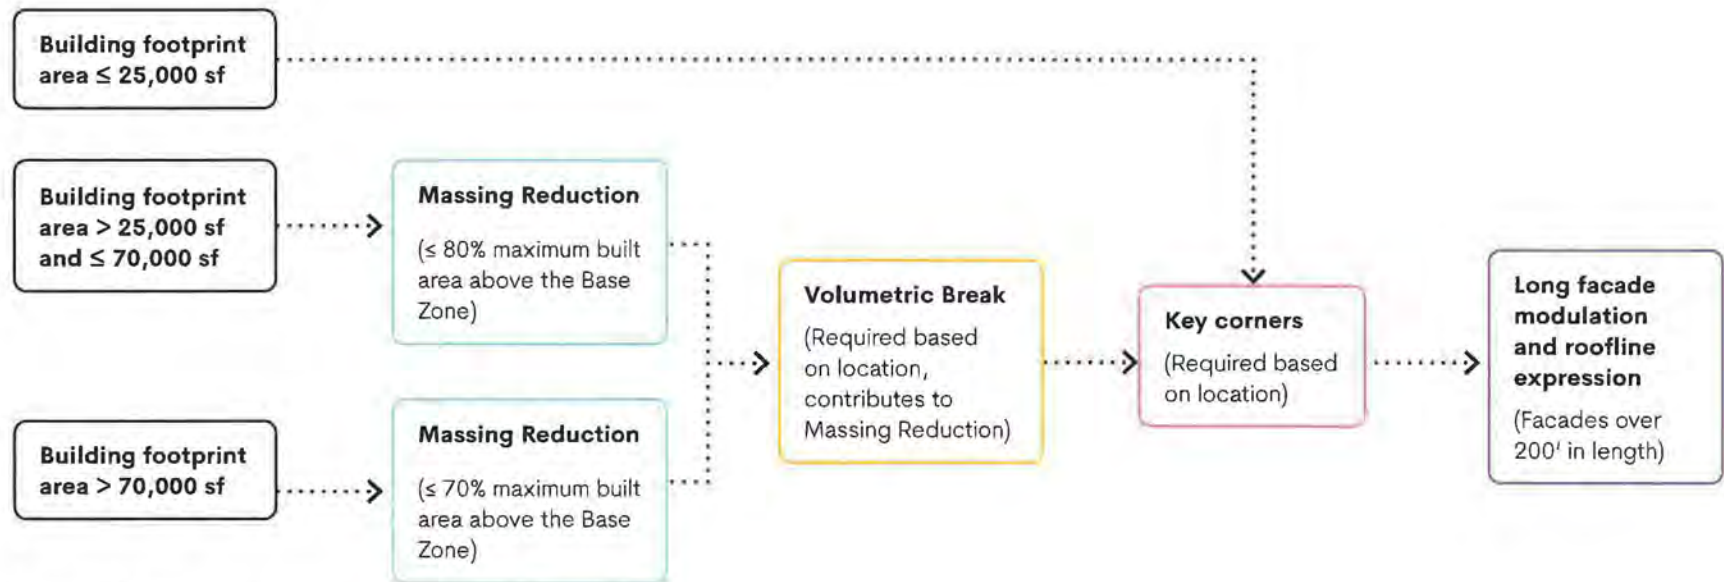 Building footprint
area ≤ 25,000 sf
Building footprint
area > 25,000 sf
and ≤ 70,000 sf
Building footprint
area > 70,000 sf
Massing Reduction
(≤ 80% maximum built
area above the Base
Zone)
Massing Reduction
(≤ 70% maximum built
area above the Base
Zone)
Volumetric Break
(Required based
on location,
contributes to
Massing Reduction)
Key corners
(Required based
on location)
Long facade
modulation
and roofline
expression
(Facades over
200' in length)